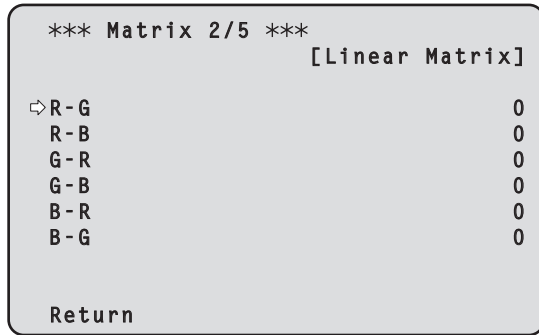 *** Matrix 2/5 ***
[Linear Matrix]
⇨R-G 0
R-B 0
G-R 0
G-B 0
B-R 0
B-G 0
Return